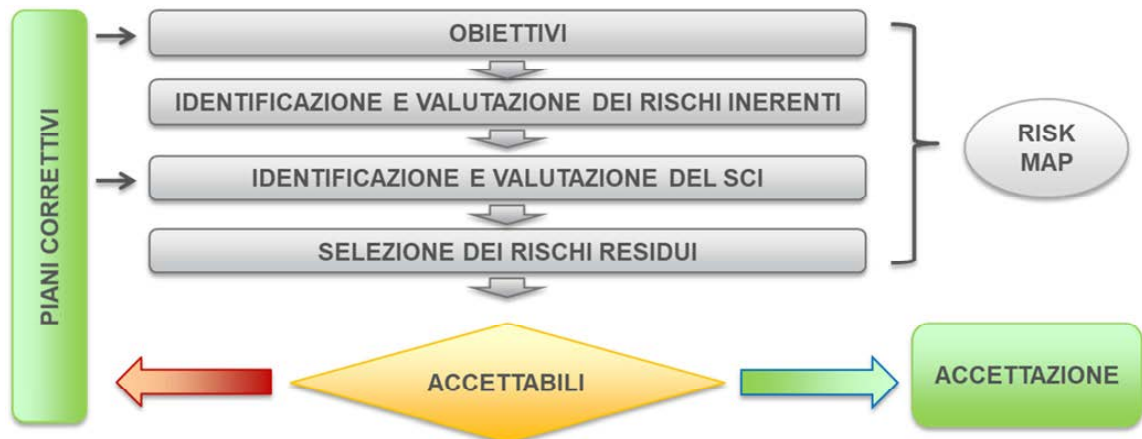 PIANI CORRETTIVI
OBIETTIVI
IDENTIFICAZIONE E VALUTAZIONE DEI RISCHI INERENTI
IDENTIFICAZIONE E VALUTAZIONE DEL SCI
SELEZIONE DEI RISCHI RESIDUI
RISK
MAP
ACCETTABILI
ACCETTAZIONE